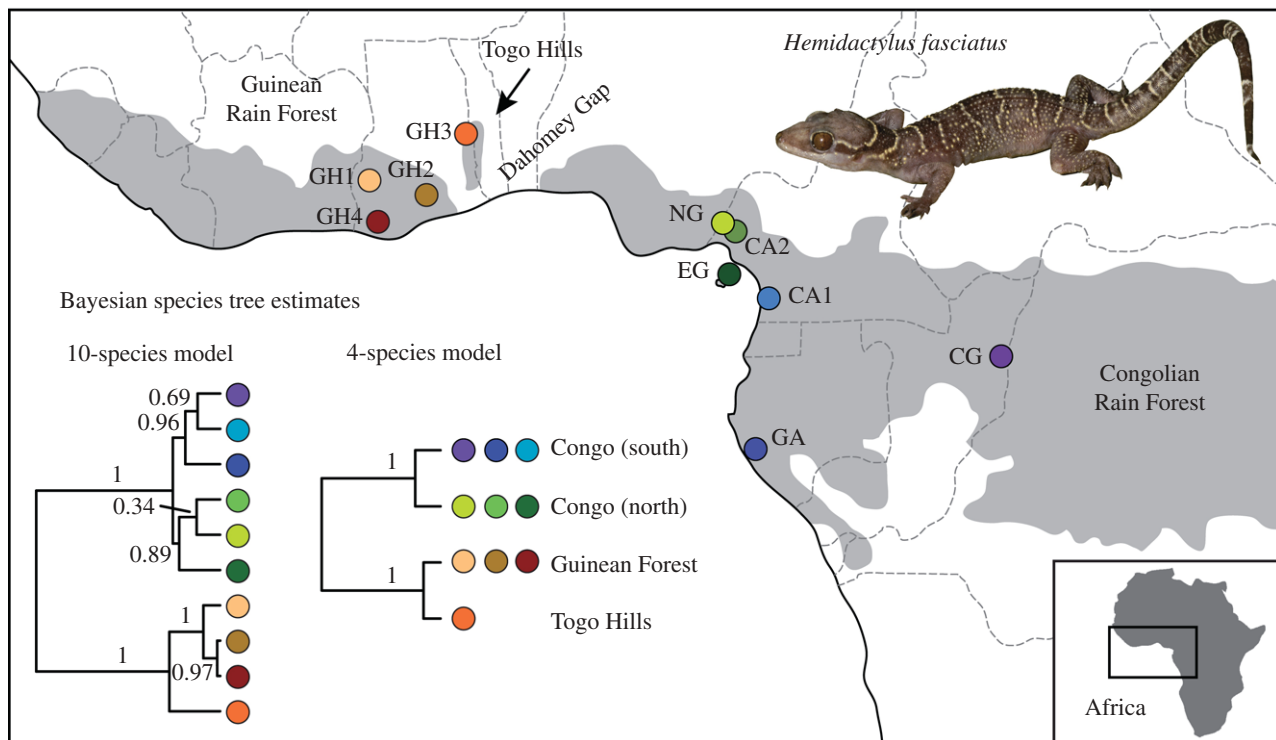 Hemidactylus fasciatus
Togo Hills
Guinean
Rain Forest
Dahomey Gap
GH3
GH1
GH2
GH4
NG
CA2
EG
CA1
CG
GA
Congolian
Rain Forest
Bayesian species tree estimates
10-species model
0.69
0.96
1
0.34
0.89
1
1
0.97
4-species model
1
Congo (south)
Congo (north)
1
Guinean Forest
Togo Hills
Africa